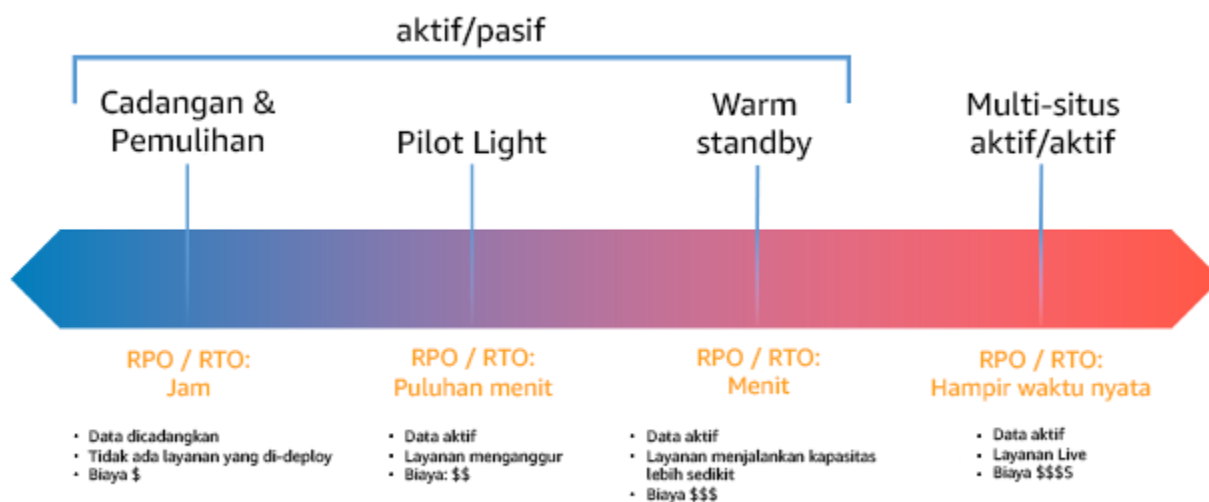 aktif/pasif
Cadangan &
Pemulihan
Pilot Light
Warm
standby
Multi-situs
aktif/aktif
RPO / RTO:
Jam
RPO / RTO:
Puluhan menit
RPO / RTO:
Menit
RPO / RTO:
Hampir waktu nyata
• Data dicadangkan
• Tidak ada layanan yang di-deploy
• Biaya $
• Data aktif
• Layanan menganggur
• Biaya: $$
• Data aktif
• Layanan menjalankan kapasitas
lebih sedikit
• Biaya $$$
• Data aktif
• Layanan Live
• Biaya $$$S